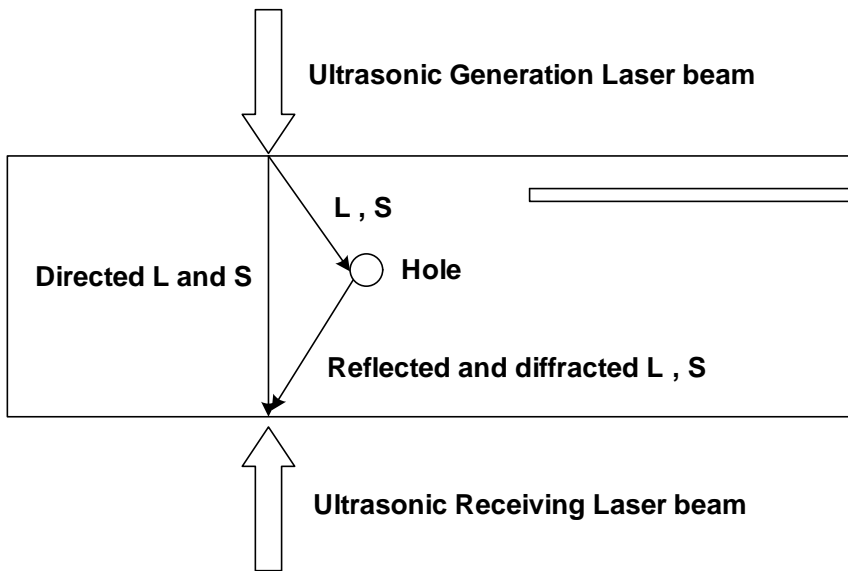 Ultrasonic Generation Laser beam
L , S
Directed L and S
Hole
Reflected and diffracted L , S
Ultrasonic Receiving Laser beam